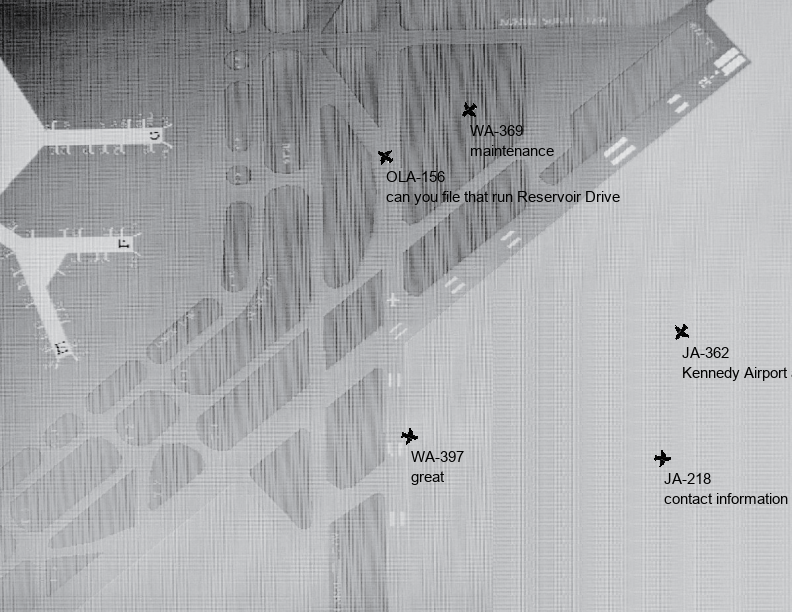 WA-369
maintenance
OLA-156
can you file that run Reservoir Drive
JA-362
Kennedy Airport
WA-397
great
JA-218
contact information